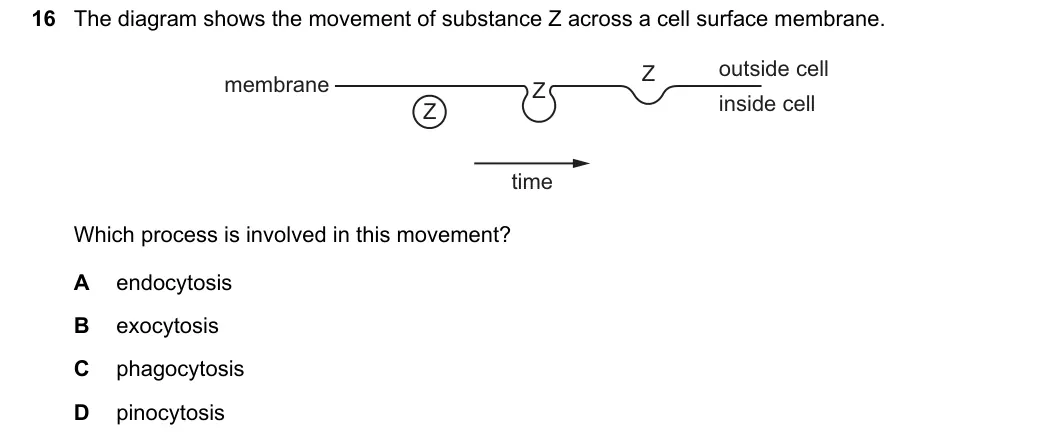 16 The diagram shows the movement of substance Z across a cell surface membrane.
Z outside cell
membrane Z
Z inside cell
time
Which process is involved in this movement?
A endocytosis
B exocytosis
C phagocytosis
D pinocytosis